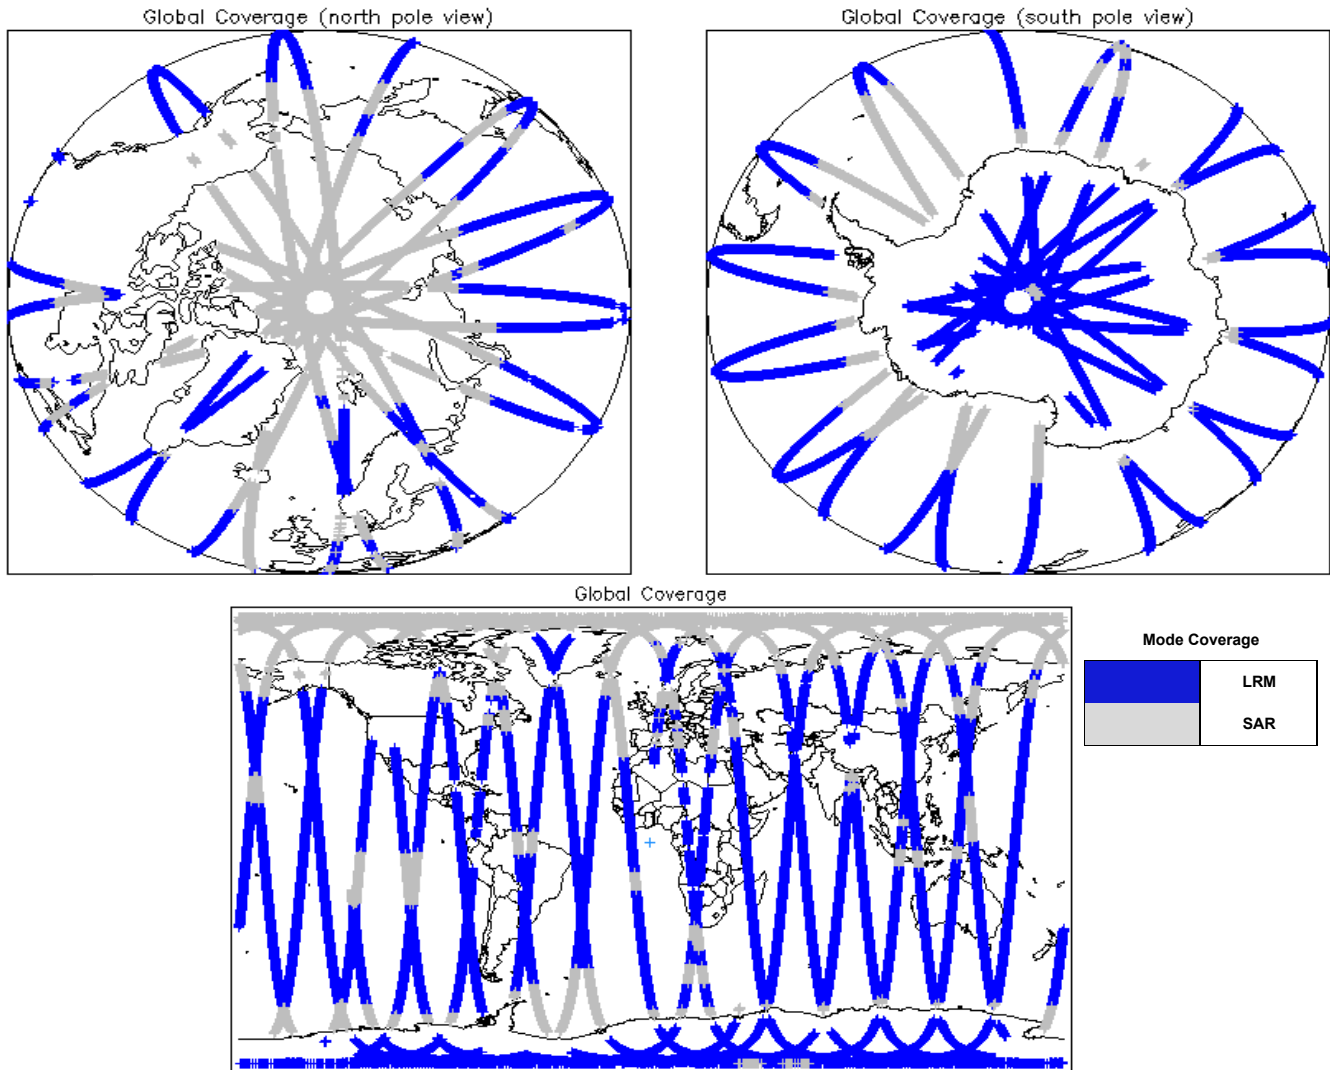 Global Coverage (north pole view)
Global Coverage (south pole view)
Global Coverage
Mode Coverage
LRM
SAR